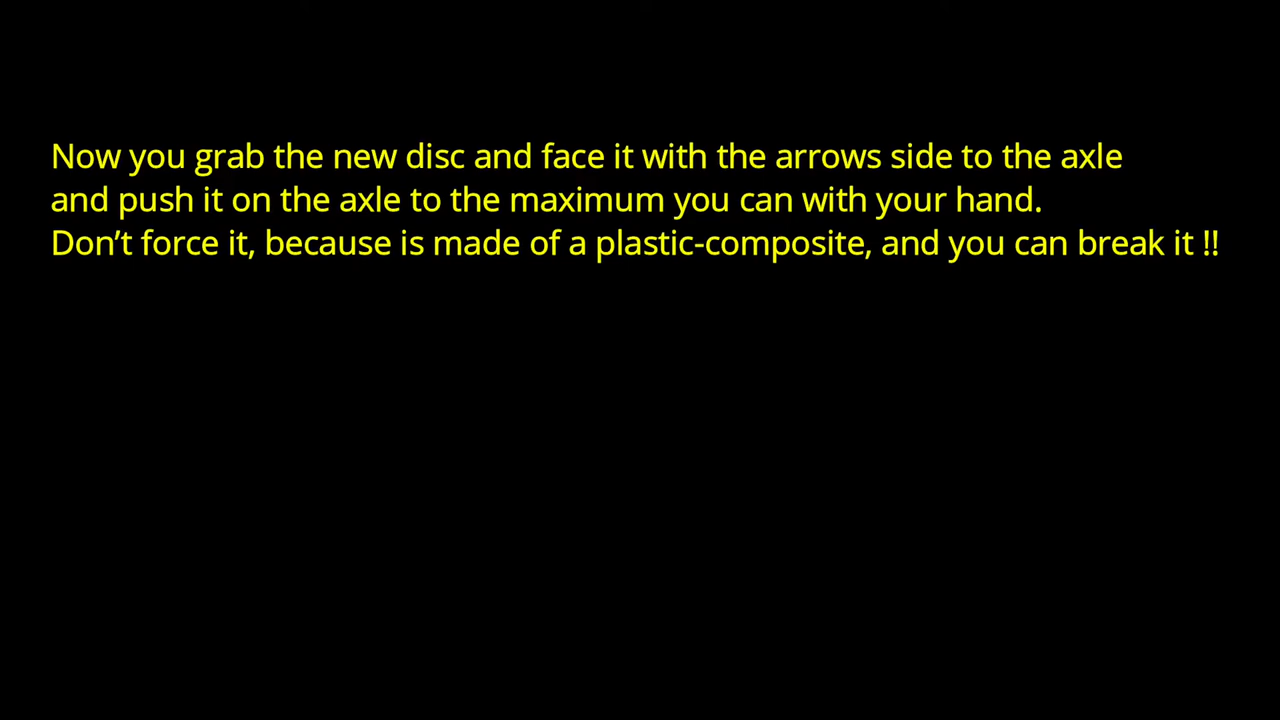 Now you grab the new disc and face it with the arrows side to the axle
and push it on the axle to the maximum you can with your hand.
Don’t force it, because is made of a plastic-composite, and you can break it !!